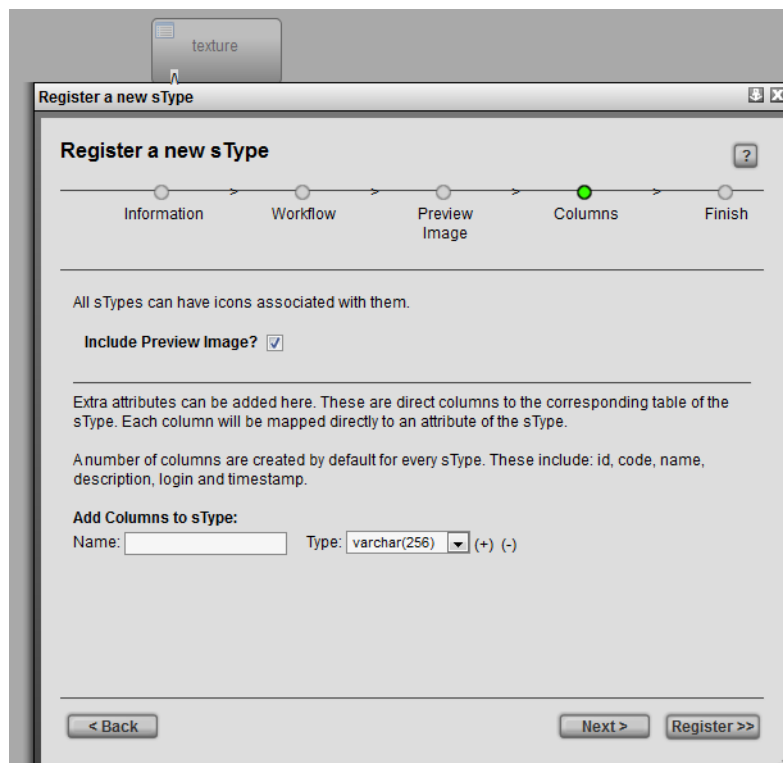 texture
Register a new sType
Register a new sType
?
Information > Workflow > Preview Image > Columns > Finish
All sTypes can have icons associated with them.
Include Preview Image?
Extra attributes can be added here. These are direct columns to the corresponding table of the
sType. Each column will be mapped directly to an attribute of the sType.
A number of columns are created by default for every sType. These include: id, code, name,
description, login and timestamp.
Add Columns to sType:
Name: Type: varchar(256) (+) (-)
< Back Next > Register >>